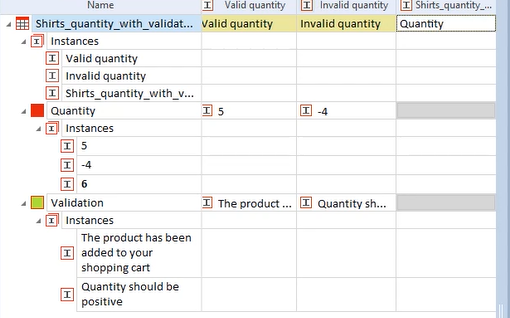 Name Valid quantity Invalid quantity Shirts_quantity_...
Shirts_quantity_with_validat... Valid quantity Invalid quantity Quantity
Instances
Valid quantity
Invalid quantity
Shirts_quantity_with_v...
Quantity 5 -4
Instances
5
-4
6
Validation The product ... Quantity sh...
Instances
The product has been
added to your
shopping cart
Quantity should be
positive